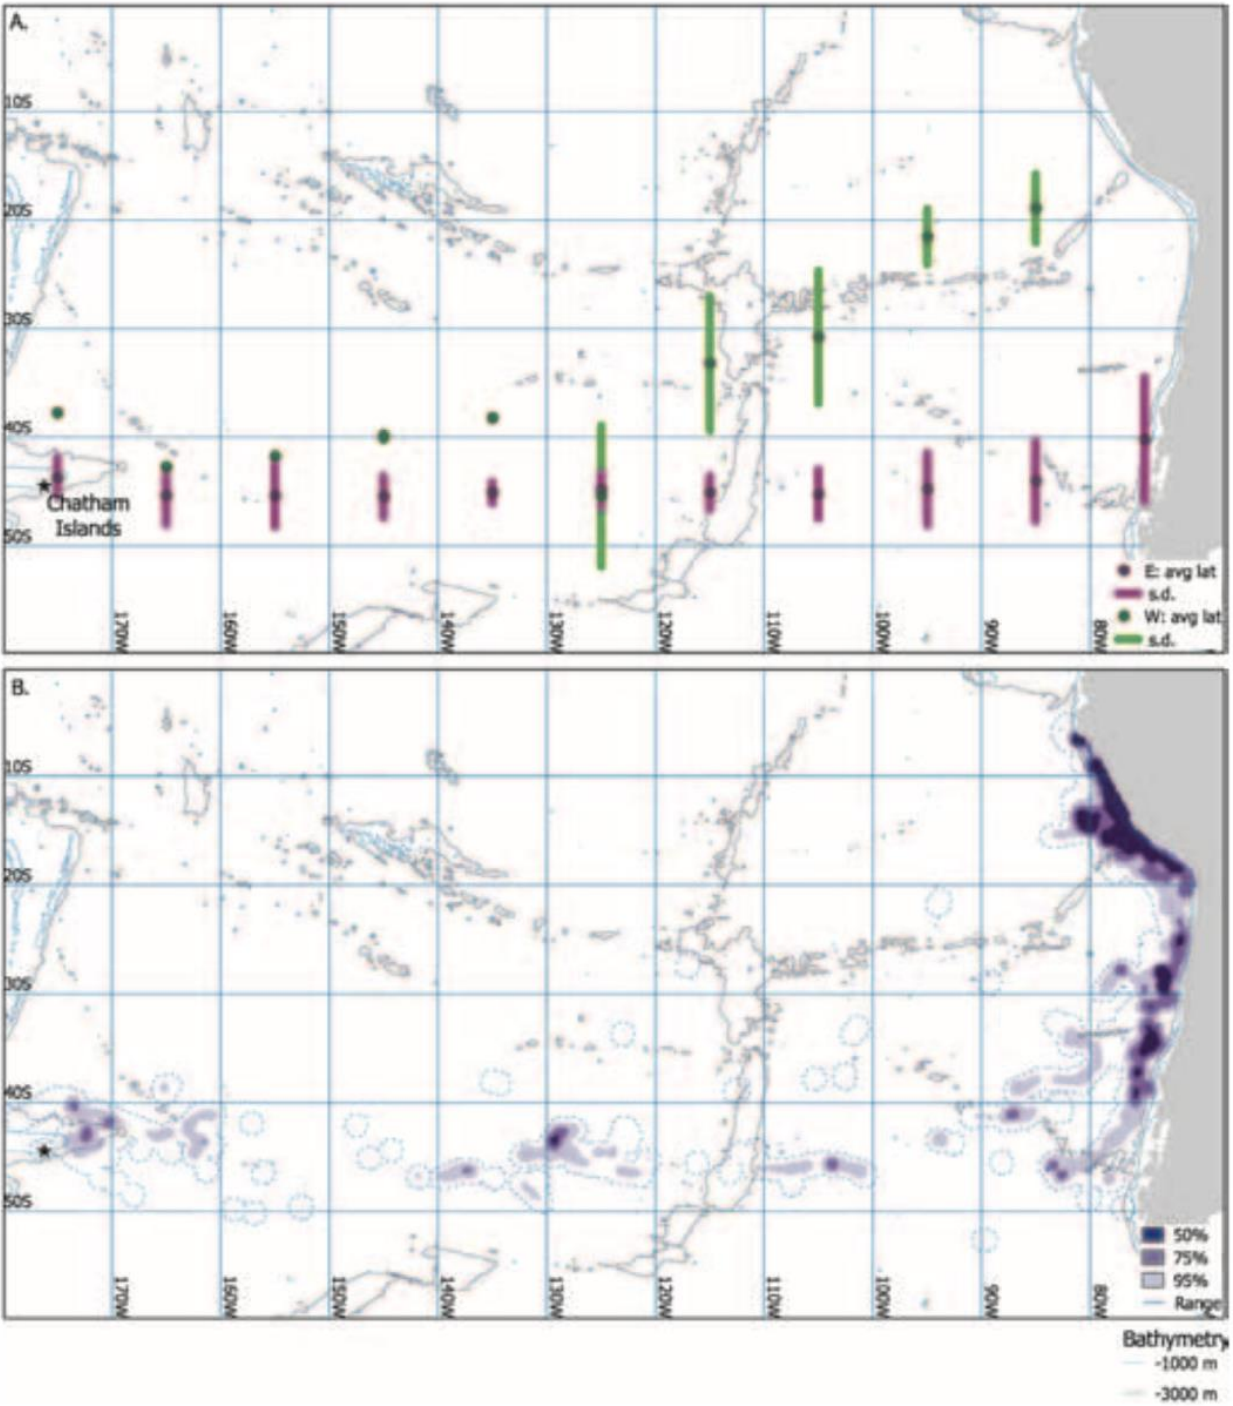 A.
10S
20S
30S
40S
Chatham
Islands
50S
E: avg lat
s.d.
W: avg lat
s.d.
170W
160W
150W
140W
130W
120W
110W
100W
90W
80W
B.
10S
20S
30S
40S
50S
50%
75%
95%
Range
170W
160W
150W
140W
130W
120W
110W
100W
90W
80W
Bathymetry
-1000 m
-3000 m